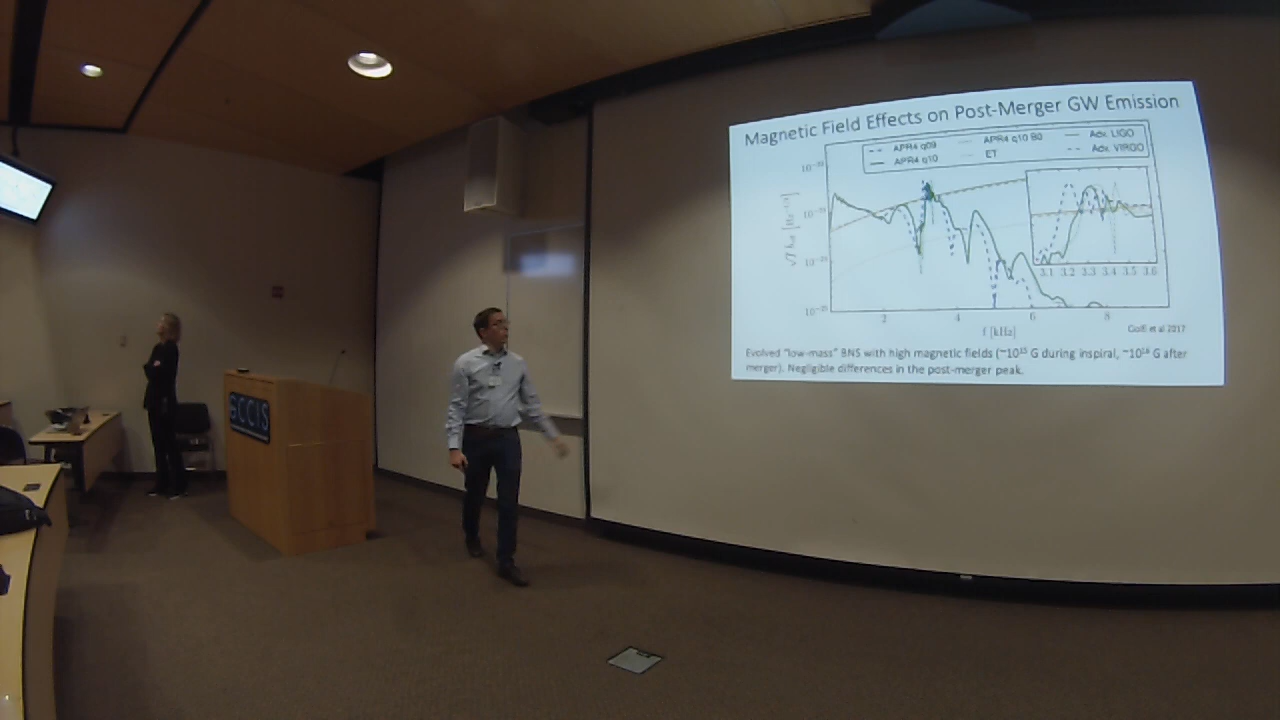 Magnetic Field Effects on Post-Merger GW Emission
APR4 q09
APR4 q10 B0
Adv. LIGO
APR4 q10
ET
Adv. VIRGO
3.1 3.2 3.3 3.4 3.5 3.6
2 4 6 8
f [kHz]
et al 2017
Evolved "low-mass" BNS with high magnetic fields (~10¹⁵ G during inspiral, ~10¹⁶ G after
merger). Negligible differences in the post-merger peak.
CCIS